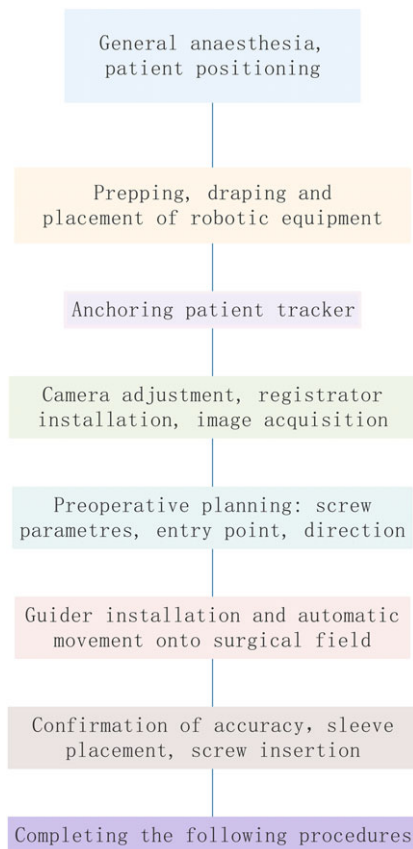 General anaesthesia,
patient positioning
Prepping, draping and
placement of robotic equipment
Anchoring patient tracker
Camera adjustment, registrator
installation, image acquisition
Preoperative planning: screw
parametres, entry point, direction
Guider installation and automatic
movement onto surgical field
Confirmation of accuracy, sleeve
placement, screw insertion
Completing the following procedures